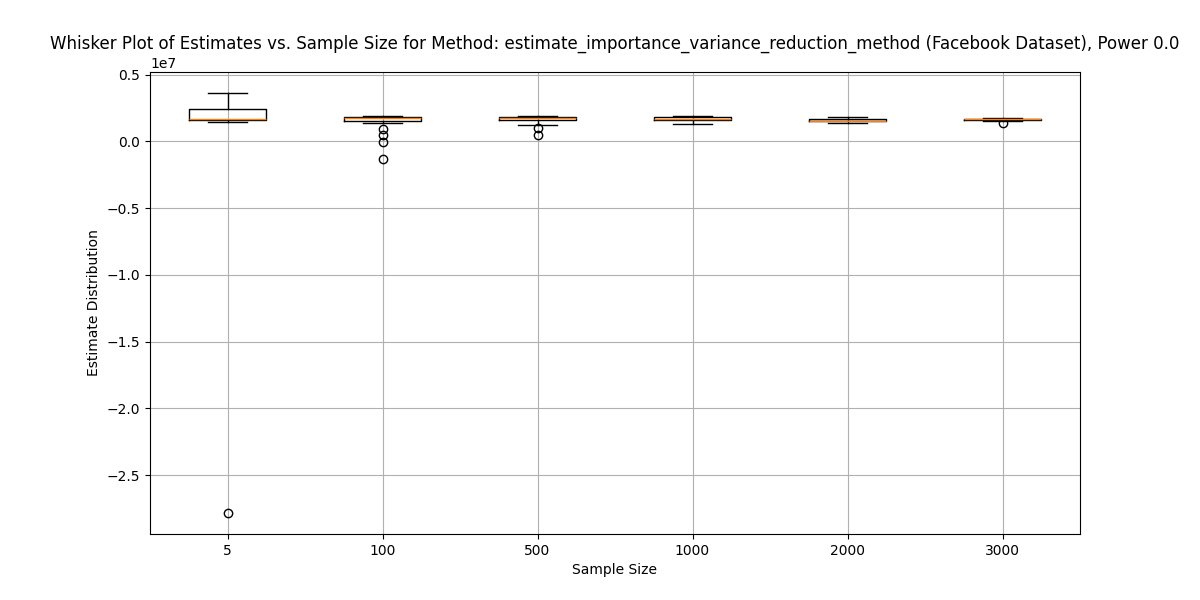 Whisker Plot of Estimates vs. Sample Size for Method: estimate_importance_variance_reduction_method (Facebook Dataset), Power 0.0
1e7
0.5
0.0
−0.5
−1.0
−1.5
−2.0
−2.5
Estimate Distribution
5 100 500 1000 2000 3000
Sample Size